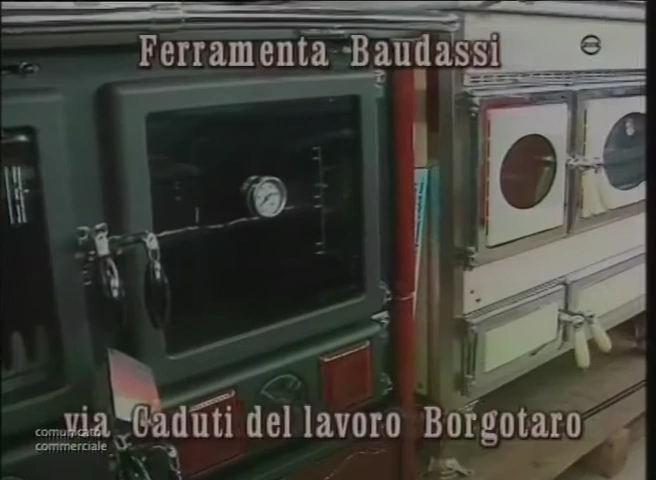 Ferramenta Baudassi
via Caduti del lavoro Borgotaro
comunicato
commerciale